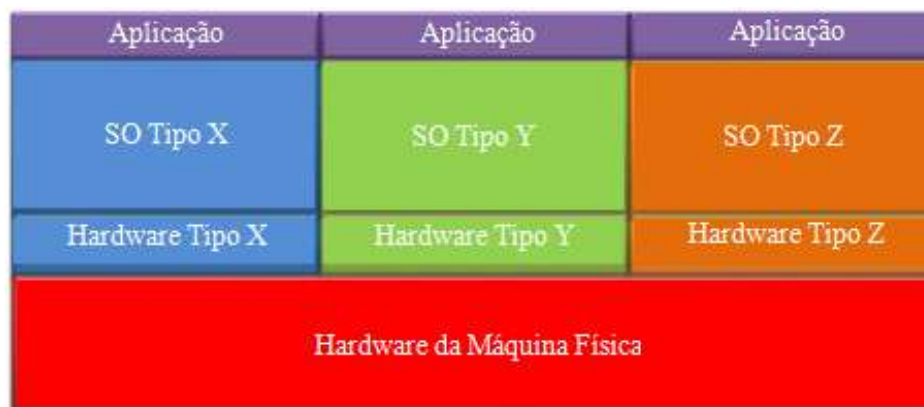 Aplicação Aplicação Aplicação
SO Tipo X SO Tipo Y SO Tipo Z
Hardware Tipo X Hardware Tipo Y Hardware Tipo Z
Hardware da Máquina Física